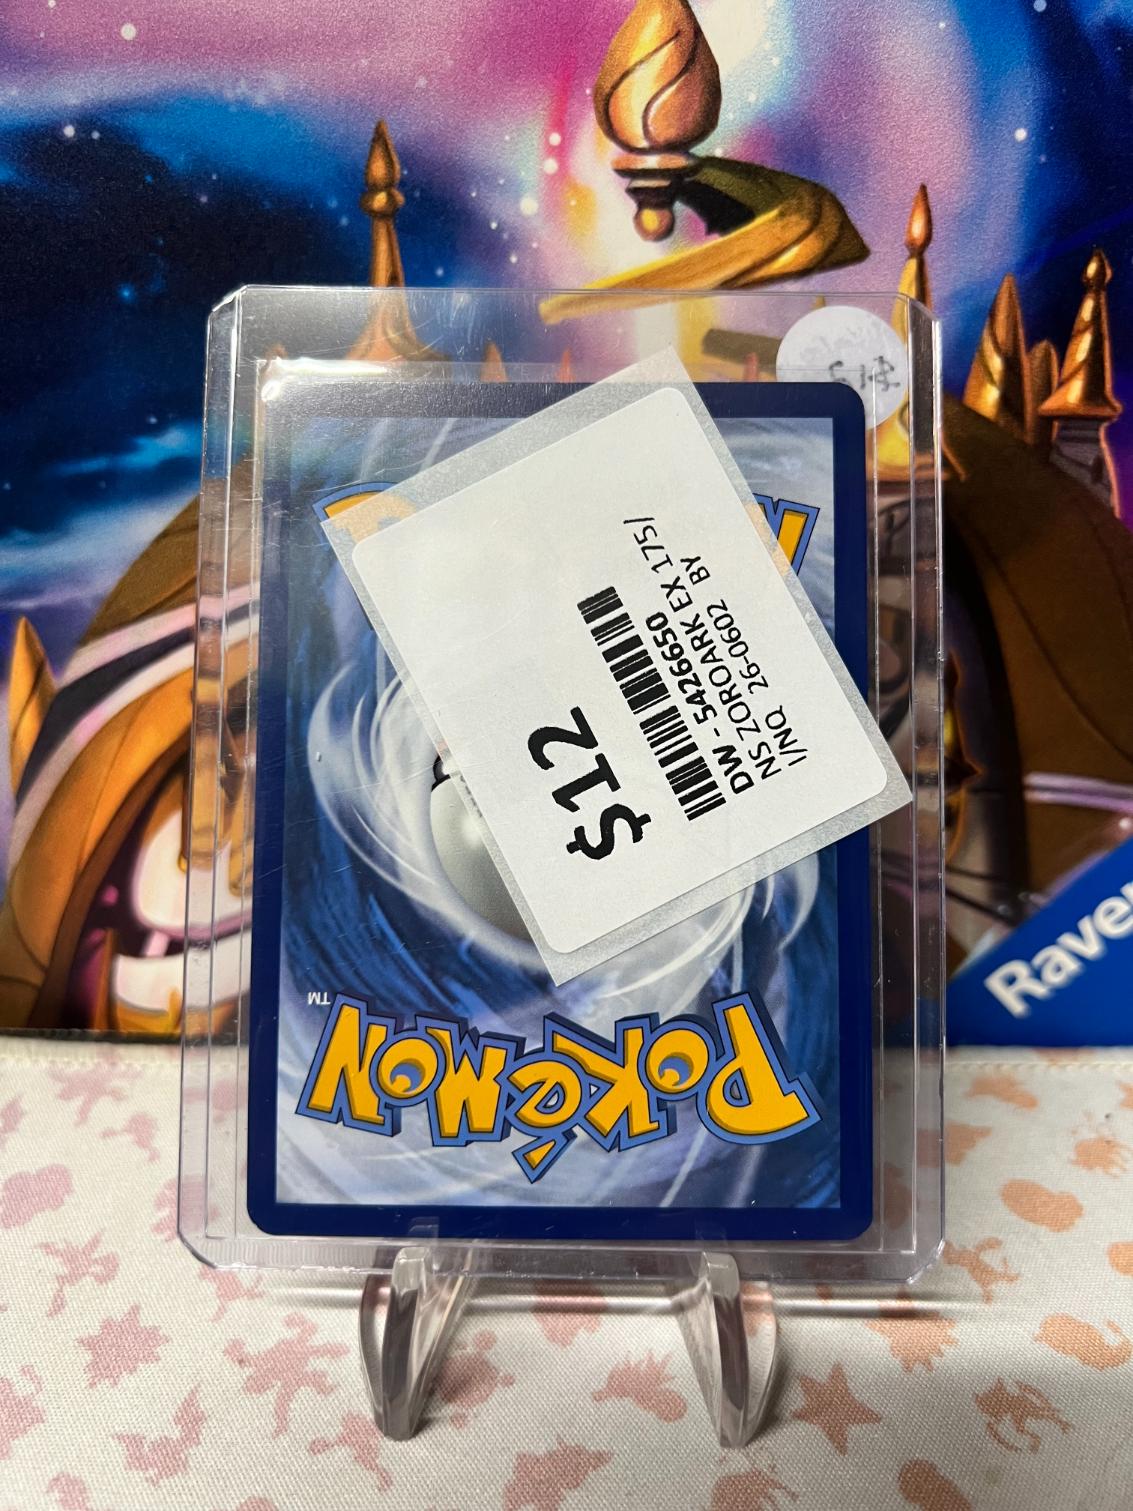 $12
DW - 5426650
NS ZOROARK EX 175/
I/NQ 26-0602 BY
POKéMON
TM
Raven